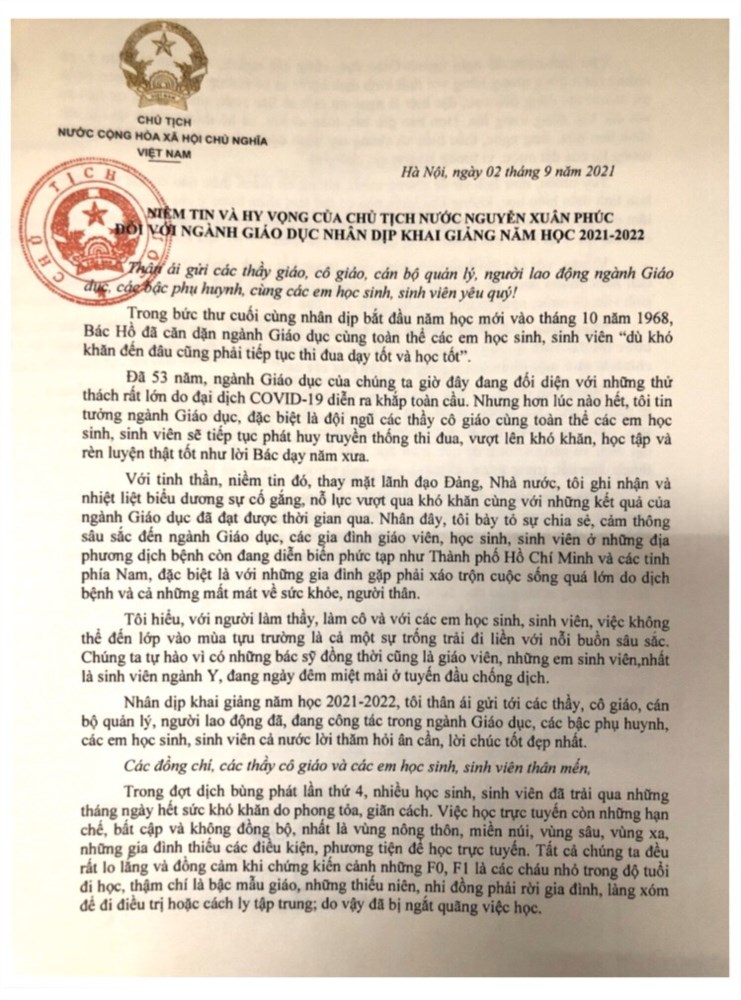 CHỦ TỊCH
NƯỚC CỘNG HÒA XÃ HỘI CHỦ NGHĨA
VIỆT NAM
Hà Nội, ngày 02 tháng 9 năm 2021
CHỦ TỊCH NƯỚC
NIỀM TIN VÀ HY VỌNG CỦA CHỦ TỊCH NƯỚC NGUYỄN XUÂN PHÚC
ĐỐI VỚI NGÀNH GIÁO DỤC NHÂN DỊP KHAI GIẢNG NĂM HỌC 2021-2022
Thân ái gửi các thầy giáo, cô giáo, cán bộ quản lý, người lao động ngành Giáo
dục, các bậc phụ huynh, cùng các em học sinh, sinh viên yêu quý!
Trong bức thư cuối cùng nhân dịp bắt đầu năm học mới vào tháng 10 năm 1968,
Bác Hồ đã căn dặn ngành Giáo dục cùng toàn thể các em học sinh, sinh viên “dù khó
khăn đến đâu cũng phải tiếp tục thi đua dạy tốt và học tốt”.
Đã 53 năm, ngành Giáo dục của chúng ta giờ đây đang đối diện với những thử
thách rất lớn do đại dịch COVID-19 diễn ra khắp toàn cầu. Nhưng hơn lúc nào hết, tôi tin
tưởng ngành Giáo dục, đặc biệt là đội ngũ các thầy cô giáo cùng toàn thể các em học
sinh, sinh viên sẽ tiếp tục phát huy truyền thống thi đua, vượt lên khó khăn, học tập và
rèn luyện thật tốt như lời Bác dạy năm xưa.
Với tinh thần, niềm tin đó, thay mặt lãnh đạo Đảng, Nhà nước, tôi ghi nhận và
nhiệt liệt biểu dương sự cố gắng, nỗ lực vượt qua khó khăn cùng với những kết quả của
ngành Giáo dục đã đạt được thời gian qua. Nhân đây, tôi bày tỏ sự chia sẻ, cảm thông
sâu sắc đến ngành Giáo dục, các gia đình giáo viên, học sinh, sinh viên ở những địa
phương dịch bệnh còn đang diễn biến phức tạp như Thành phố Hồ Chí Minh và các tỉnh
phía Nam, đặc biệt là với những gia đình gặp phải xáo trộn cuộc sống quá lớn do dịch
bệnh và cả những mất mát về sức khỏe, người thân.
Tôi hiểu, với người làm thầy, làm cô và với các em học sinh, sinh viên, việc không
thể đến lớp vào mùa tựu trường là cả một sự trống trải đi liền với nỗi buồn sâu sắc.
Chúng ta tự hào vì có những bác sỹ đồng thời cũng là giáo viên, những em sinh viên,nhất
là sinh viên ngành Y, đang ngày đêm miệt mài ở tuyến đầu chống dịch.
Nhân dịp khai giảng năm học 2021-2022, tôi thân ái gửi tới các thầy, cô giáo, cán
bộ quản lý, người lao động đã, đang công tác trong ngành Giáo dục, các bậc phụ huynh,
các em học sinh, sinh viên cả nước lời thăm hỏi ân cần, lời chúc tốt đẹp nhất.
Các đồng chí, các thầy cô giáo và các em học sinh, sinh viên thân mến,
Trong đợt dịch bùng phát lần thứ 4, nhiều học sinh, sinh viên đã trải qua những
tháng ngày hết sức khó khăn do phong tỏa, giãn cách. Việc học trực tuyến còn những hạn
chế, bất cập và không đồng bộ, nhất là vùng nông thôn, miền núi, vùng sâu, vùng xa,
những gia đình thiếu các điều kiện, phương tiện để học trực tuyến. Tất cả chúng ta đều
rất lo lắng và đồng cảm khi chứng kiến cảnh những F0, F1 là các cháu nhỏ trong độ tuổi
đi học, thậm chí là bậc mẫu giáo, những thiếu niên, nhi đồng phải rời gia đình, làng xóm
để đi điều trị hoặc cách ly tập trung; do vậy đã bị ngắt quãng việc học.